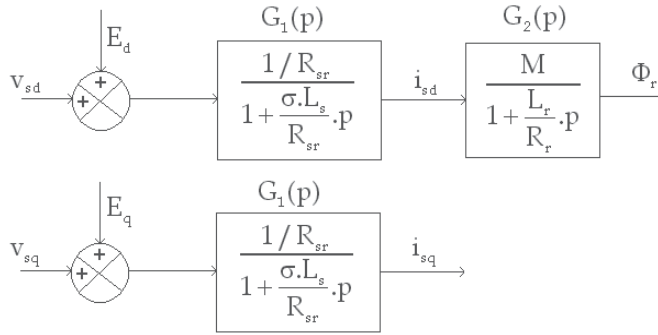 G₁(p)
G₂(p)
E_d
v_sd
+
+
1 / R_sr
1 + σ.L_s / R_sr .p
i_sd
M
1 + L_r / R_r .p
Φ_r
G₁(p)
E_q
v_sq
+
+
1 / R_sr
1 + σ.L_s / R_sr .p
i_sq